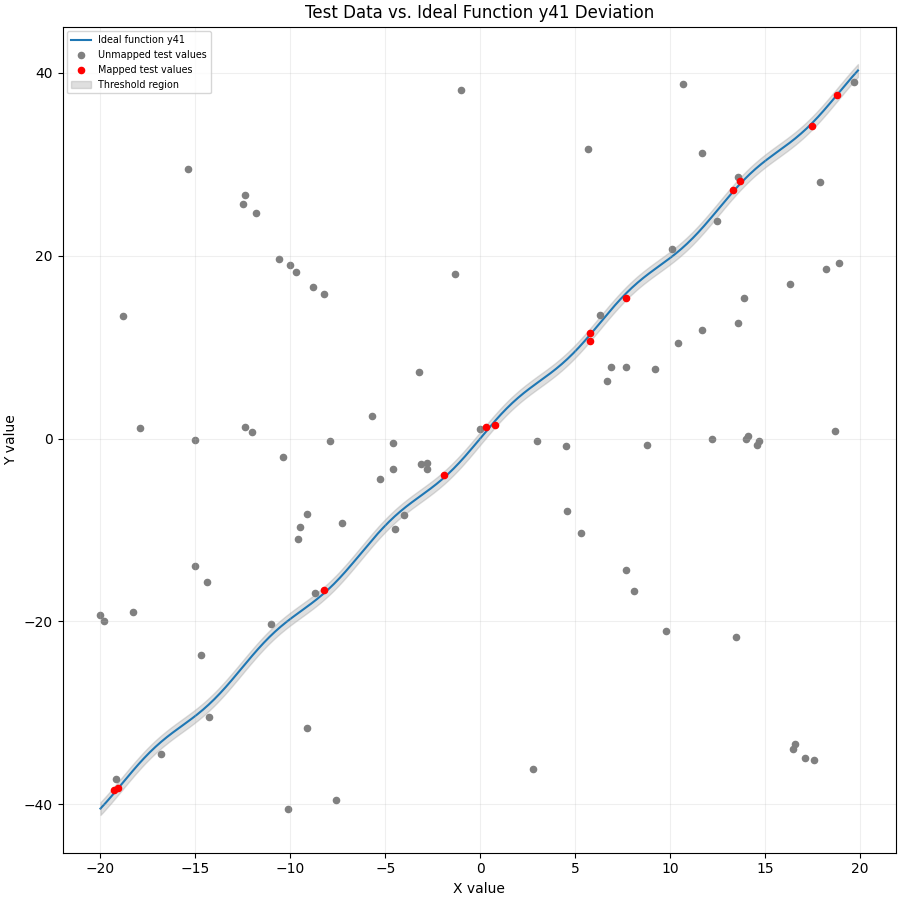 Test Data vs. Ideal Function y41 Deviation
Ideal function y41
Unmapped test values
Mapped test values
Threshold region
Y value
40
20
0
−20
−40
−20 −15 −10 −5 0 5 10 15 20
X value